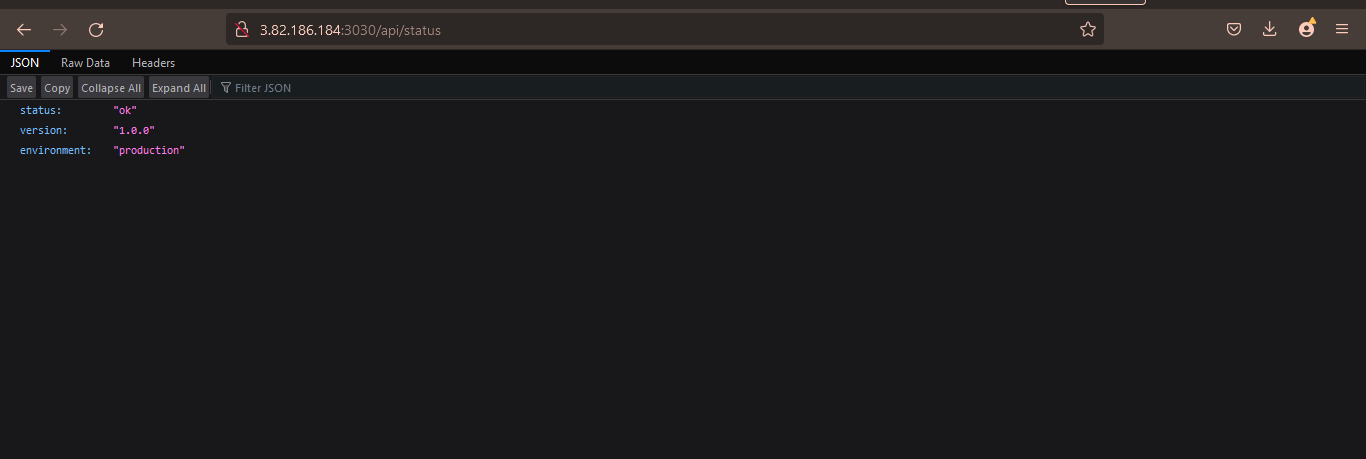 3.82.186.184:3030/api/status
JSON Raw Data Headers
Save Copy Collapse All Expand All Filter JSON
status: "ok"
version: "1.0.0"
environment: "production"